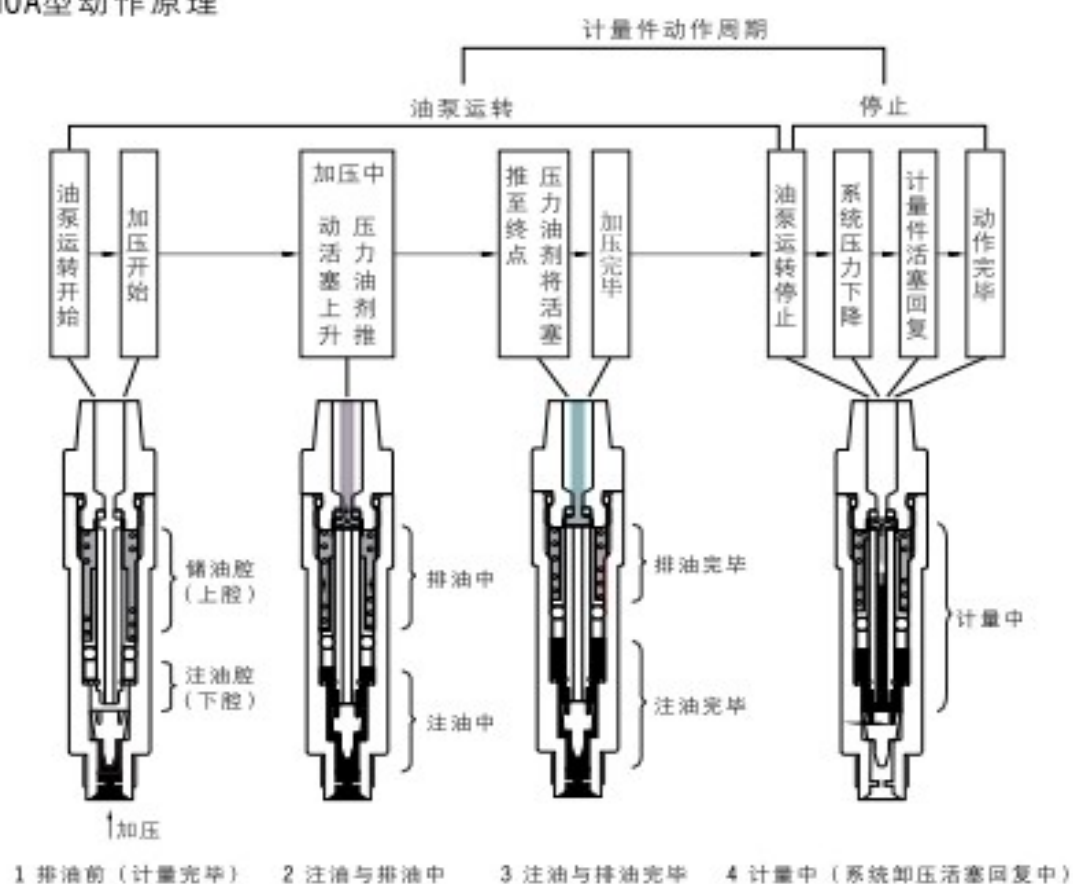 型动作原理
计量件动作周期
油泵运转
停止
油泵运转开始
加压开始
加压中
压力油剂推
动活塞上升
压力油剂将活塞
推至终点
加压完毕
油泵运转停止
系统压力下降
计量件活塞回复
动作完毕
储油腔
（上腔）
注油腔
（下腔）
排油中
注油中
排油完毕
注油完毕
计量中
↑加压
1 排油前（计量完毕）
2 注油与排油中
3 注油与排油完毕
4 计量中（系统卸压活塞回复中）